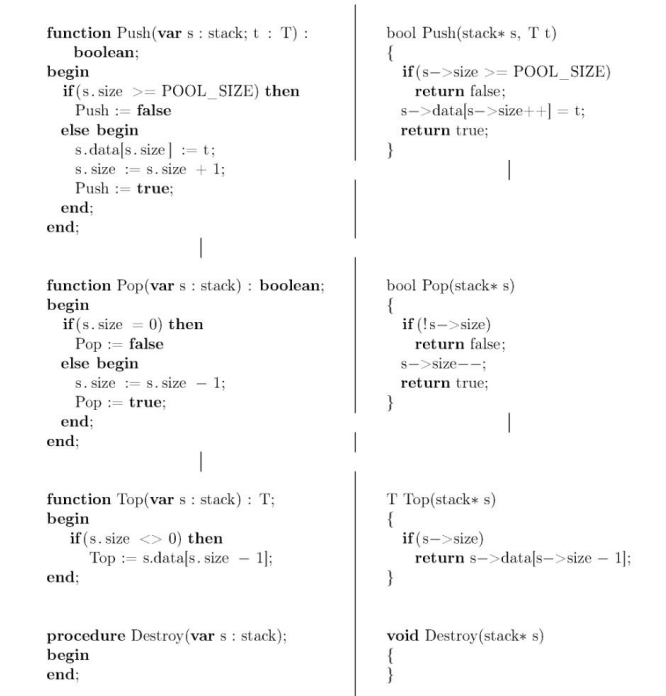 function Push(var s : stack; t : T) :
boolean;
begin
if(s.size >= POOL_SIZE) then
Push := false
else begin
s.data[s.size] := t;
s.size := s.size + 1;
Push := true;
end;
end;
function Pop(var s : stack) : boolean;
begin
if(s.size = 0) then
Pop := false
else begin
s.size := s.size − 1;
Pop := true;
end;
end;
function Top(var s : stack) : T;
begin
if(s.size <> 0) then
Top := s.data[s.size − 1];
end;
procedure Destroy(var s : stack);
begin
end;
bool Push(stack* s, T t)
{
if(s−>size >= POOL_SIZE)
return false;
s−>data[s−>size++] = t;
return true;
}
bool Pop(stack* s)
{
if(!s−>size)
return false;
s−>size−−;
return true;
}
T Top(stack* s)
{
if(s−>size)
return s−>data[s−>size − 1];
}
void Destroy(stack* s)
{
}